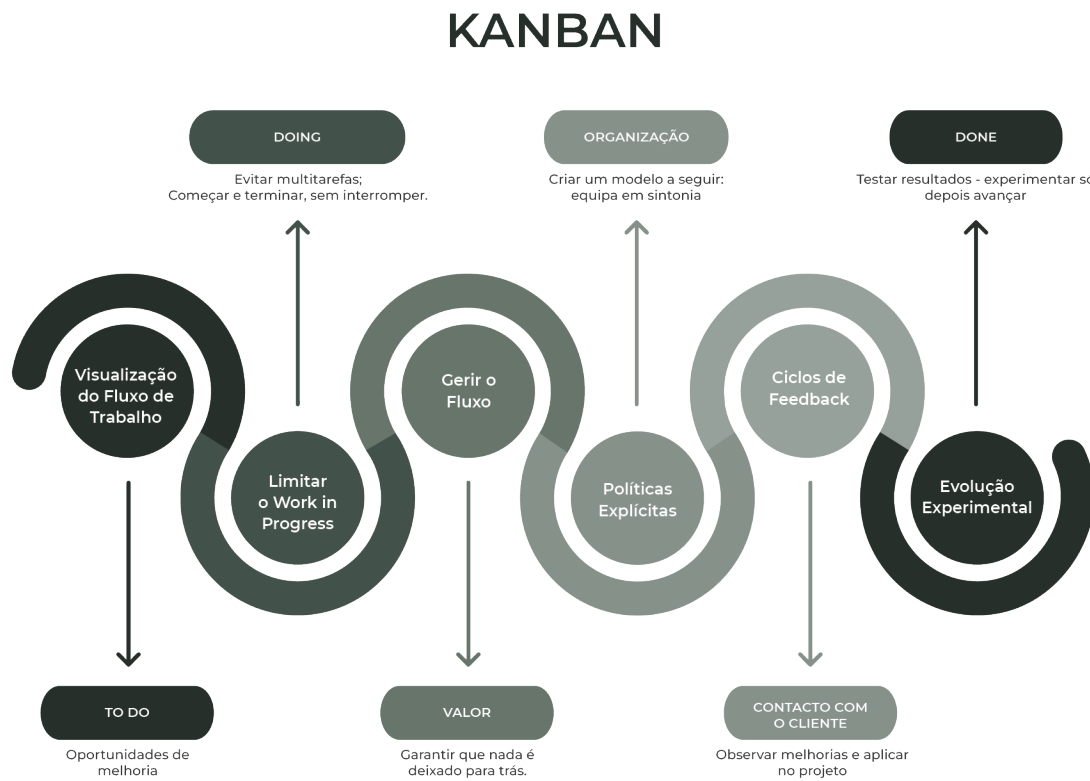 KANBAN
DOING
Evitar multitarefas;
Começar e terminar, sem interromper.
ORGANIZAÇÃO
Criar um modelo a seguir:
equipa em sintonia
DONE
Testar resultados - experimentar
depois avançar
Visualização
do Fluxo de
Trabalho
Limitar
o Work in
Progress
Gerir o
Fluxo
Políticas
Explícitas
Ciclos de
Feedback
Evolução
Experimental
TO DO
Oportunidades de
melhoria
VALOR
Garantir que nada é
deixado para trás.
CONTACTO COM
O CLIENTE
Observar melhorias e aplicar
no projeto